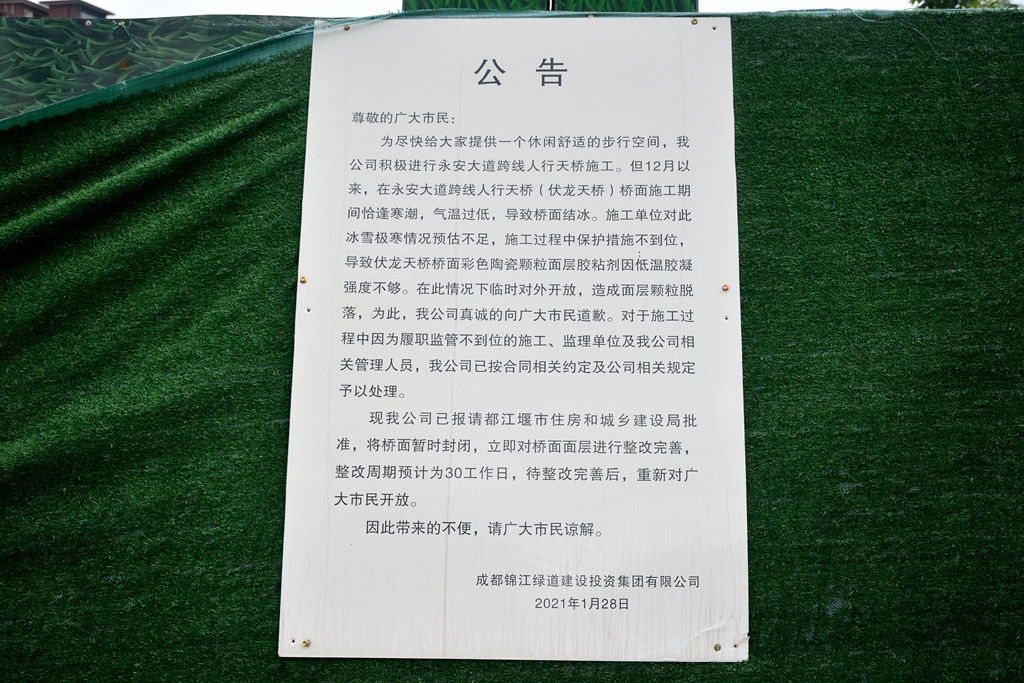 公 告
尊敬的广大市民：
为尽快给大家提供一个休闲舒适的步行空间，我
公司积极进行永安大道跨线人行天桥施工。但12月以
来，在永安大道跨线人行天桥（伏龙天桥）桥面施工期
间恰逢寒潮，气温过低，导致桥面结冰。施工单位对此
冰雪极寒情况预估不足，施工过程中保护措施不到位，
导致伏龙天桥桥面彩色陶瓷颗粒面层胶粘剂因低温胶凝
强度不够。在此情况下临时对外开放，造成面层颗粒脱
落，为此，我公司真诚的向广大市民道歉。对于施工过
程中因为履职监管不到位的施工、监理单位及我公司相
关管理人员，我公司已按合同相关约定及公司相关规定
予以处理。
现我公司已报请都江堰市住房和城乡建设局批
准，将桥面暂时封闭，立即对桥面面层进行整改完善，
整改周期预计为30工作日，待整改完善后，重新对广
大市民开放。
因此带来的不便，请广大市民谅解。
成都锦江绿道建设投资集团有限公司
2021年1月28日